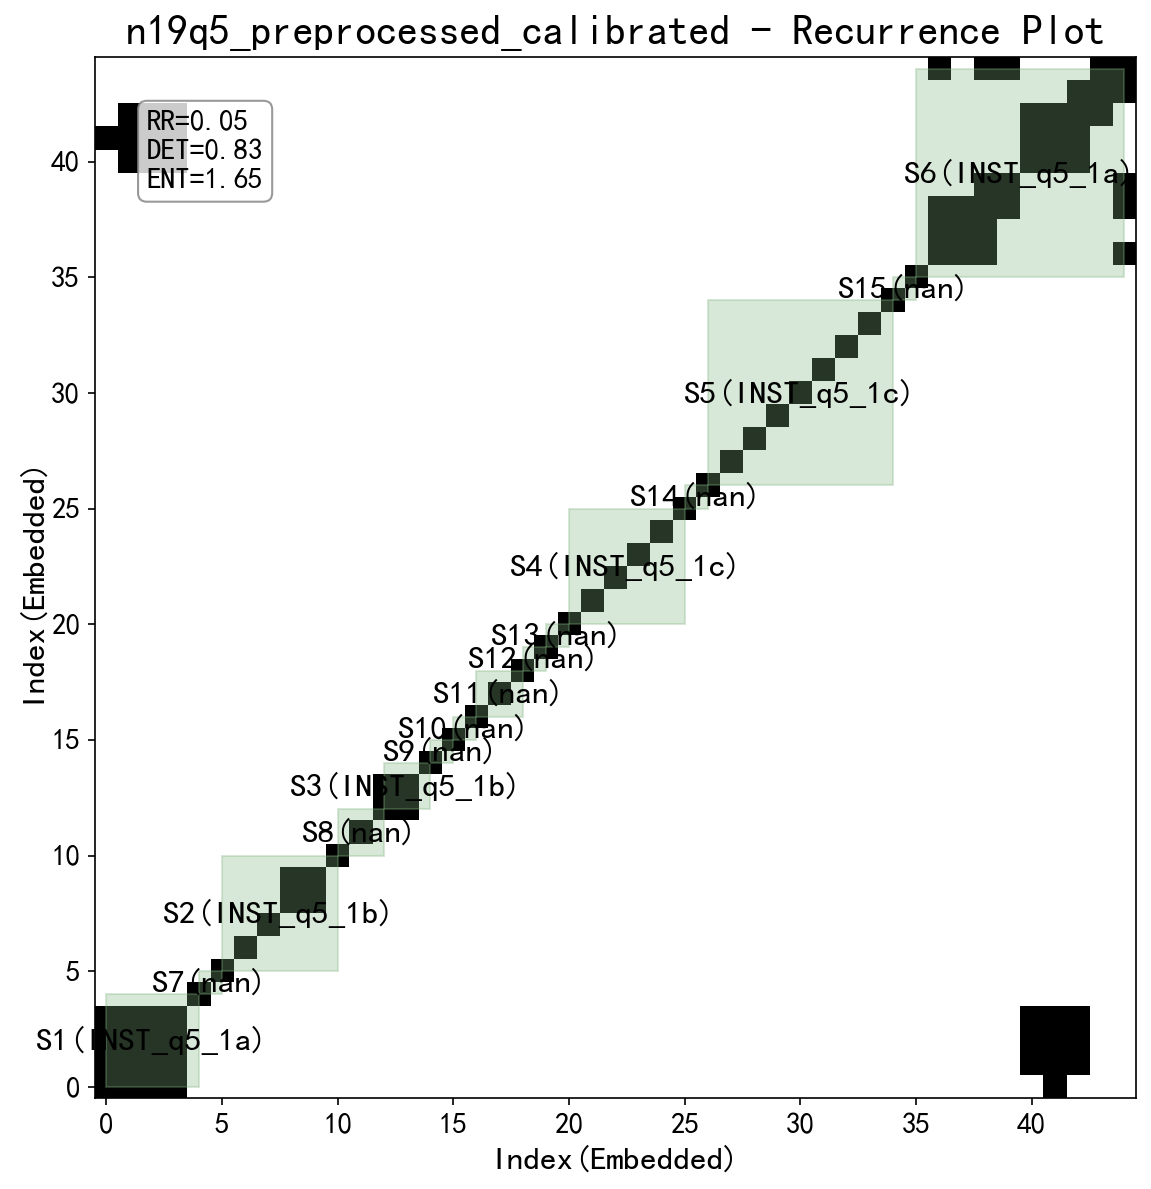 n19q5_preprocessed_calibrated - Recurrence Plot
RR=0.05
DET=0.83
ENT=1.65
S6(INST_q5_1a)
S15(nan)
S5(INST_q5_1c)
S14(nan)
S4(INST_q5_1c)
S13(nan)
S12(nan)
S11(nan)
S10(nan)
S9(nan)
S3(INST_q5_1b)
S8(nan)
S2(INST_q5_1b)
S7(nan)
S1(INST_q5_1a)
40
35
30
25
20
15
10
5
0
Index(Embedded)
0 5 10 15 20 25 30 35 40
Index(Embedded)